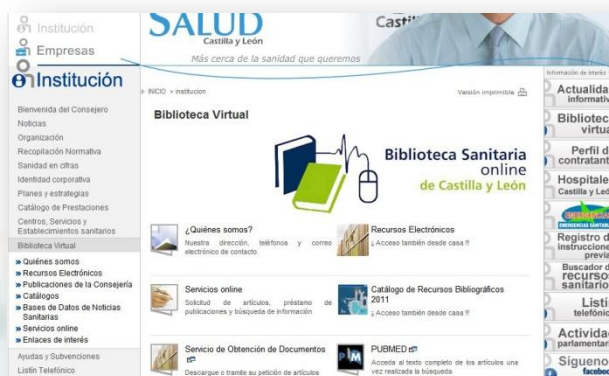 Institución
Empresas
Institución
SALUD
Castilla y León
Más cerca de la sanidad que queremos
INICIO > institucion
Versión imprimible
Biblioteca Virtual
Biblioteca Sanitaria
online
de Castilla y León
Bienvenida del Consejero
Noticias
Organización
Recopilación Normativa
Sanidad en cifras
Identidad corporativa
Planes y estrategias
Catálogo de Prestaciones
Centros, Servicios y
Establecimientos sanitarios
Biblioteca Virtual
» Quiénes somos
» Recursos Electrónicos
» Publicaciones de la Consejería
» Catálogos
» Bases de Datos de Noticias
Sanitarias
» Servicios online
» Enlaces de interés
Ayudas y Subvenciones
Listín Telefónico
¿Quiénes somos?
Nuestra dirección, teléfonos y correo
electrónico de contacto.
Recursos Electrónicos
¡ Acceso también desde casa !!
Servicios online
Solicitud de artículos, préstamo de
publicaciones y búsqueda de información
Catálogo de Recursos Bibliográficos
2011
¡ Acceso también desde casa !!
Servicio de Obtención de Documentos
Descargue o tramite su petición de artículos
PUBMED
Acceda al texto completo de los artículos una
vez realizada la búsqueda
Información de interés
Actualida
informativ
Bibliotec
virtua
Perfil d
contratant
Hospitale
Castilla y Leó
EMERGENCIAS SANITARIAS
Registro d
instruccione
previa
Buscador d
recurso
sanitario
Listí
telefónic
Activida
parlamentar
Sígueno
facebo